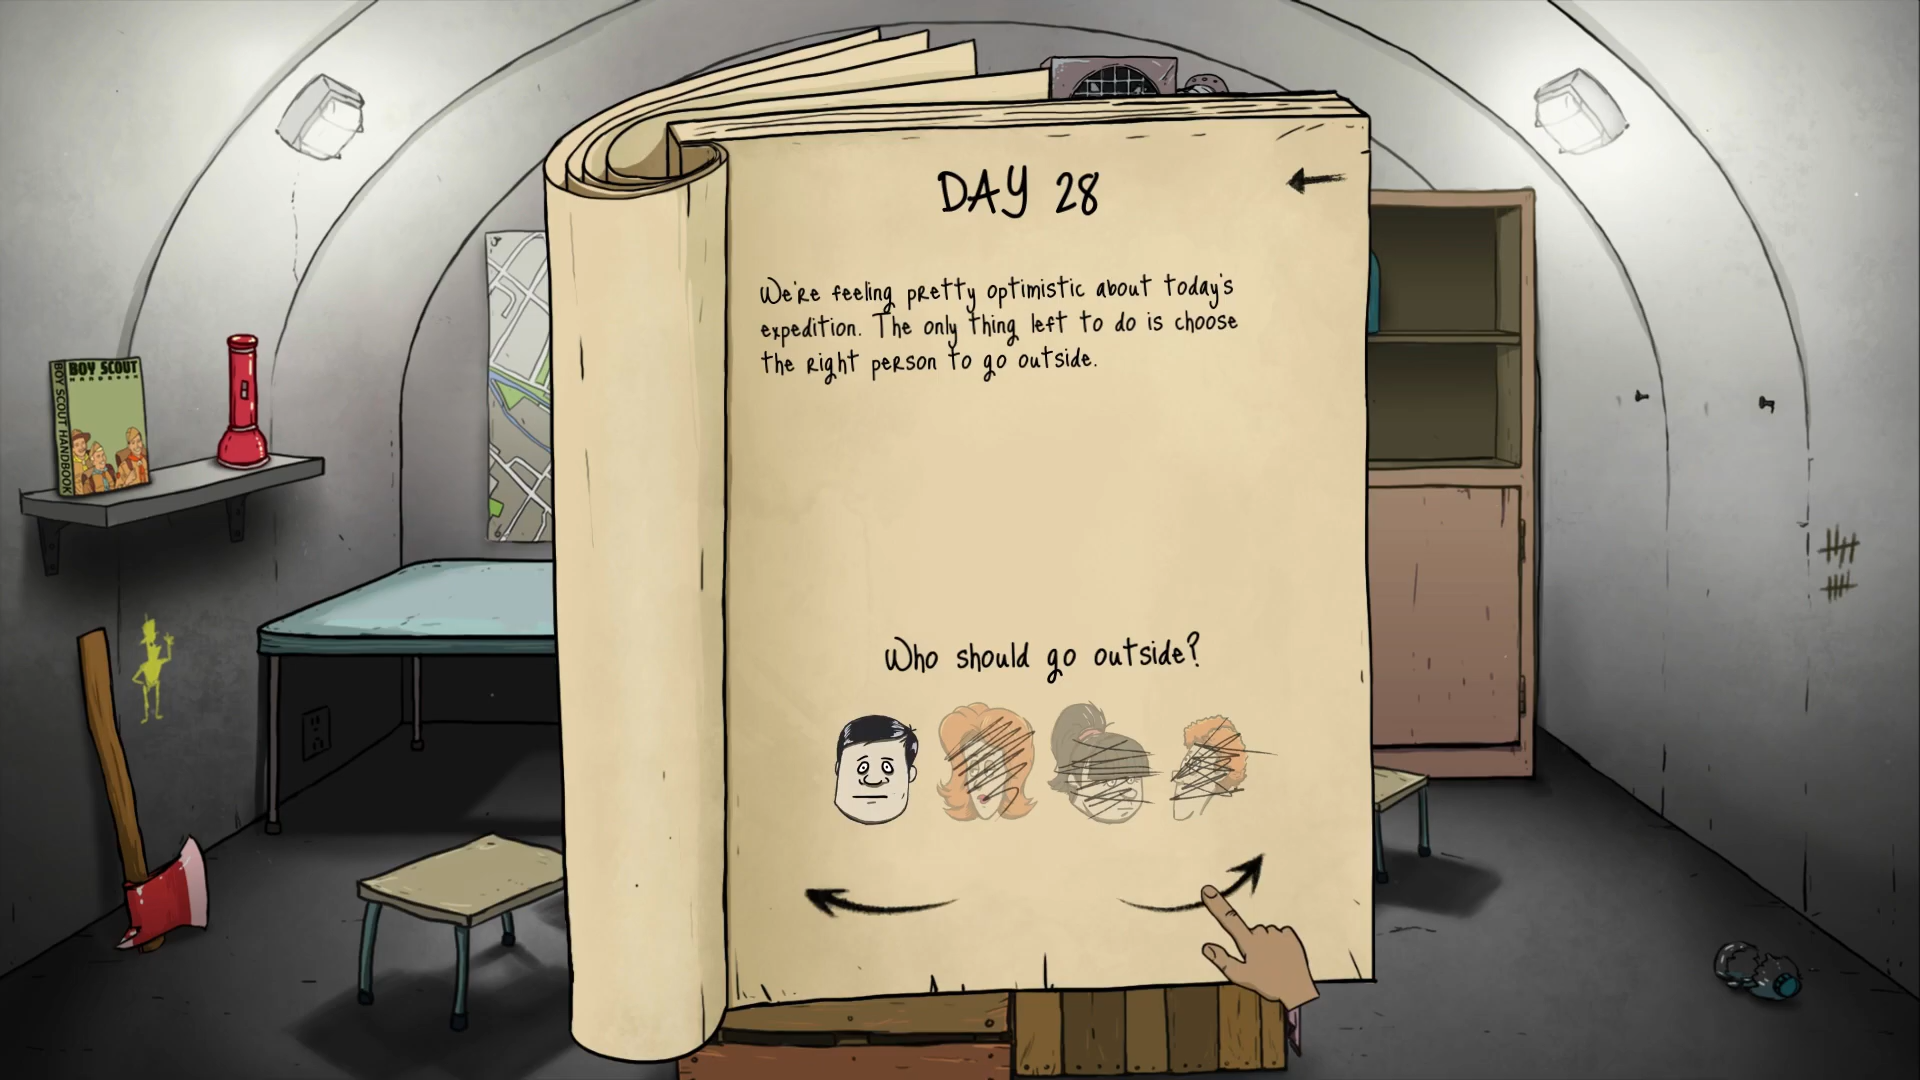 DAY 28
We're feeling pretty optimistic about today's
expedition. The only thing left to do is choose
the right person to go outside.
Who should go outside?
BOY SCOUT
HANDBOOK
BOY SCOUT HANDBOOK